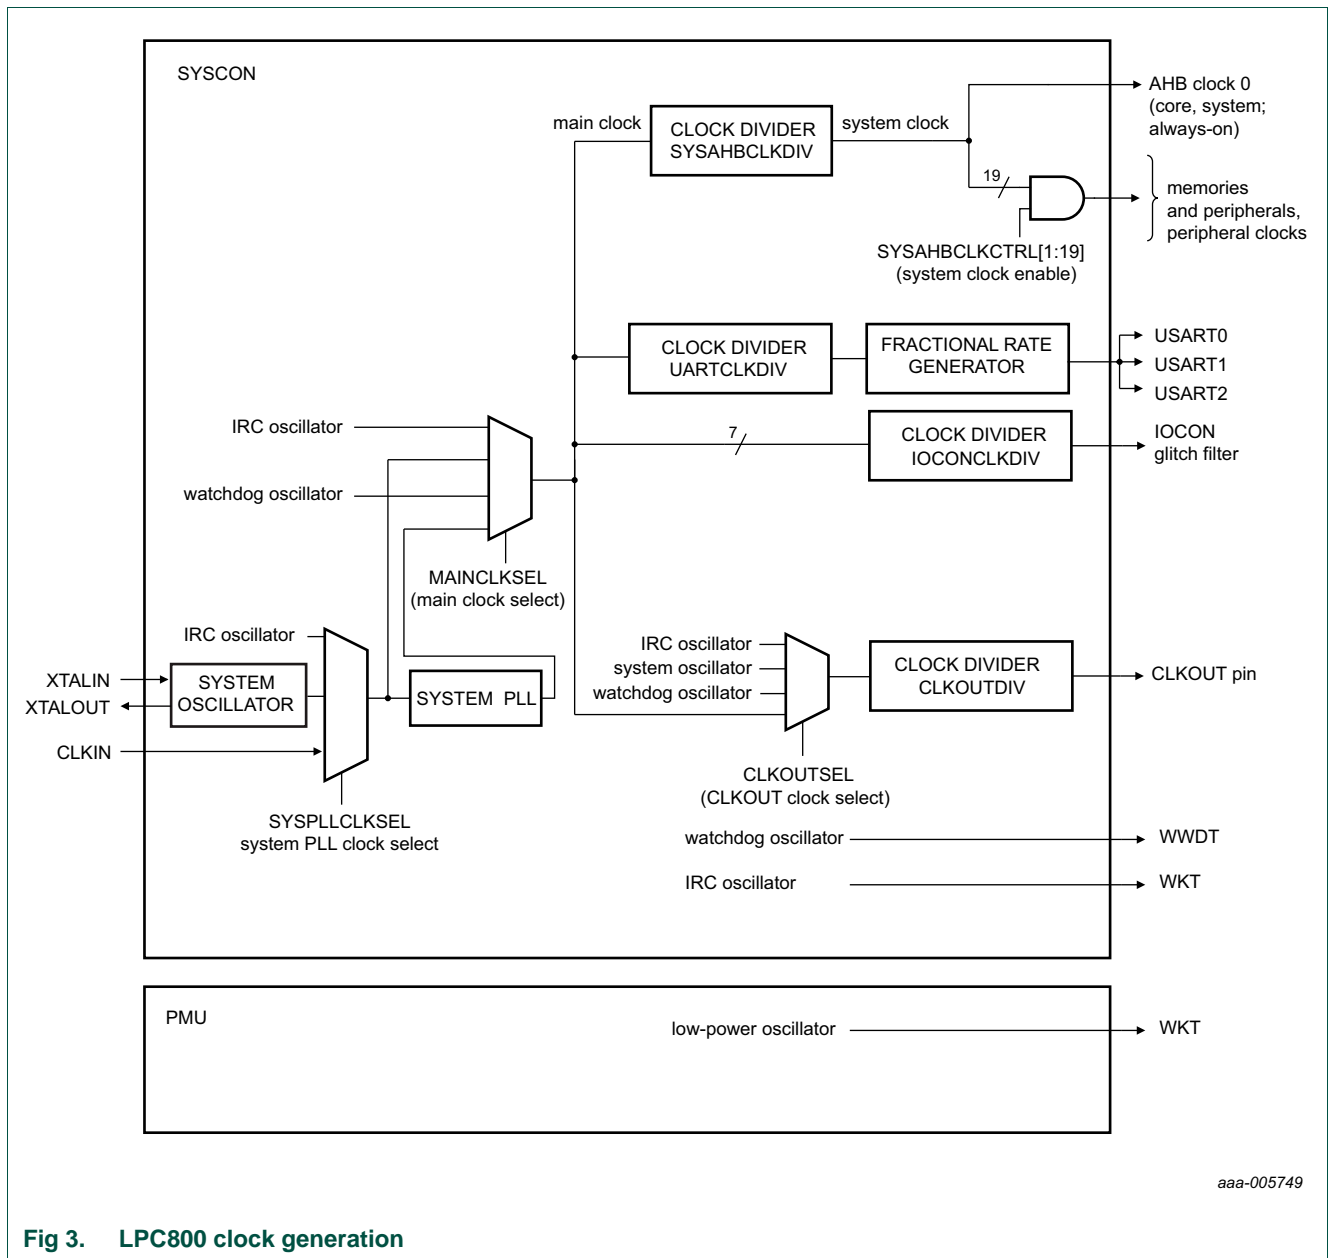 SYSCON
AHB clock 0
(core, system;
always-on)
main clock
CLOCK DIVIDER
SYSAHBCLKDIV
system clock
19
memories
and peripherals,
peripheral clocks
SYSAHBCLKCTRL[1:19]
(system clock enable)
CLOCK DIVIDER
UARTCLKDIV
FRACTIONAL RATE
GENERATOR
USART0
USART1
USART2
IRC oscillator
7
CLOCK DIVIDER
IOCONCLKDIV
IOCON
glitch filter
watchdog oscillator
MAINCLKSEL
(main clock select)
IRC oscillator
XTALIN
XTALOUT
SYSTEM
OSCILLATOR
CLKIN
SYSTEM PLL
SYSPLLCLKSEL
system PLL clock select
IRC oscillator
system oscillator
watchdog oscillator
CLOCK DIVIDER
CLKOUTDIV
CLKOUT pin
CLKOUTSEL
(CLKOUT clock select)
watchdog oscillator
WWDT
IRC oscillator
WKT
PMU
low-power oscillator
WKT
aaa-005749
Fig 3. LPC800 clock generation